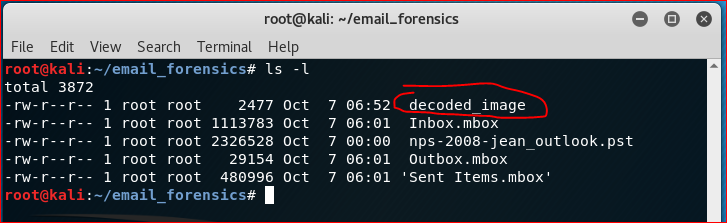 root@kali: ~/email_forensics
File Edit View Search Terminal Help
root@kali:~/email_forensics# ls -l
total 3872
-rw-r--r-- 1 root root    2477 Oct  7 06:52  decoded_image
-rw-r--r-- 1 root root 1113783 Oct  7 06:01  Inbox.mbox
-rw-r--r-- 1 root root 2326528 Oct  7 00:00  nps-2008-jean_outlook.pst
-rw-r--r-- 1 root root   29154 Oct  7 06:01  Outbox.mbox
-rw-r--r-- 1 root root  480996 Oct  7 06:01 'Sent Items.mbox'
root@kali:~/email_forensics#